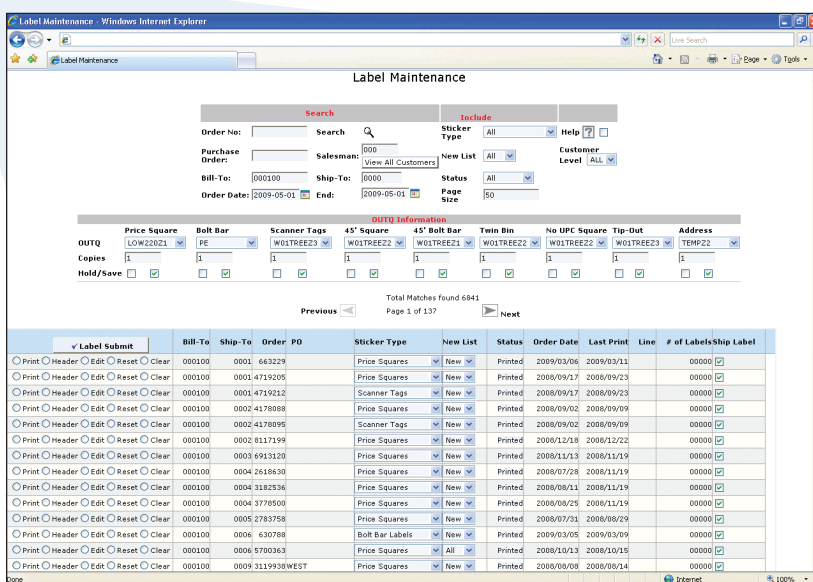 Label Maintenance - Windows Internet Explorer
Live Search
Label Maintenance
Page Tools
Label Maintenance
Search Include
Order No: Search Sticker Type All Help ?
Purchase Order: Salesman: 000 New List All Customer Level ALL
View All Customers
Bill-To: 000100 Ship-To: 0000 Status All
Order Date: 2009-05-01 End: 2009-05-01 Page Size 50
OUTQ Information
Price Square Bolt Bar Scanner Tags 45' Square 45' Bolt Bar Twin Bin No UPC Square Tip-Out Address
OUTQ LOW220Z1 PE W01TREEZ3 W01TREEZ2 W01TREEZ1 W01TREEZ2 W01TREEZ2 W01TREEZ3 TEMPZ2
Copies 1 1 1 1 1 1 1 1 1
Hold/Save
Total Matches found 6841
Previous Page 1 of 137 Next
Label Submit Bill-To Ship-To Order PO Sticker Type New List Status Order Date Last Print Line # of Labels Ship Label
Print Header Edit Reset Clear 000100 0001 663229 Price Squares New Printed 2009/03/06 2009/03/11 00000
Print Header Edit Reset Clear 000100 0001 4719205 Price Squares New Printed 2008/09/17 2008/09/23 00000
Print Header Edit Reset Clear 000100 0001 4719212 Scanner Tags New Printed 2008/09/17 2008/09/23 00000
Print Header Edit Reset Clear 000100 0002 4178088 Price Squares New Printed 2008/09/02 2008/09/09 00000
Print Header Edit Reset Clear 000100 0002 4178095 Scanner Tags New Printed 2008/09/02 2008/09/09 00000
Print Header Edit Reset Clear 000100 0002 8117199 Price Squares New Printed 2008/12/18 2008/12/22 00000
Print Header Edit Reset Clear 000100 0003 6913120 Price Squares New Printed 2008/11/13 2008/11/19 00000
Print Header Edit Reset Clear 000100 0004 2618630 Price Squares New Printed 2008/07/28 2008/11/19 00000
Print Header Edit Reset Clear 000100 0004 3182536 Price Squares New Printed 2008/08/11 2008/11/19 00000
Print Header Edit Reset Clear 000100 0004 3778500 Price Squares New Printed 2008/08/25 2008/11/19 00000
Print Header Edit Reset Clear 000100 0005 2783758 Price Squares New Printed 2008/07/31 2008/08/29 00000
Print Header Edit Reset Clear 000100 0006 630788 Bolt Bar Labels New Printed 2009/03/05 2009/03/09 00000
Print Header Edit Reset Clear 000100 0006 5700363 Price Squares All Printed 2008/10/13 2008/10/15 00000
Print Header Edit Reset Clear 000100 0009 3119938 WEST Price Squares New Printed 2008/08/08 2008/08/14 00000
Done Internet 100%